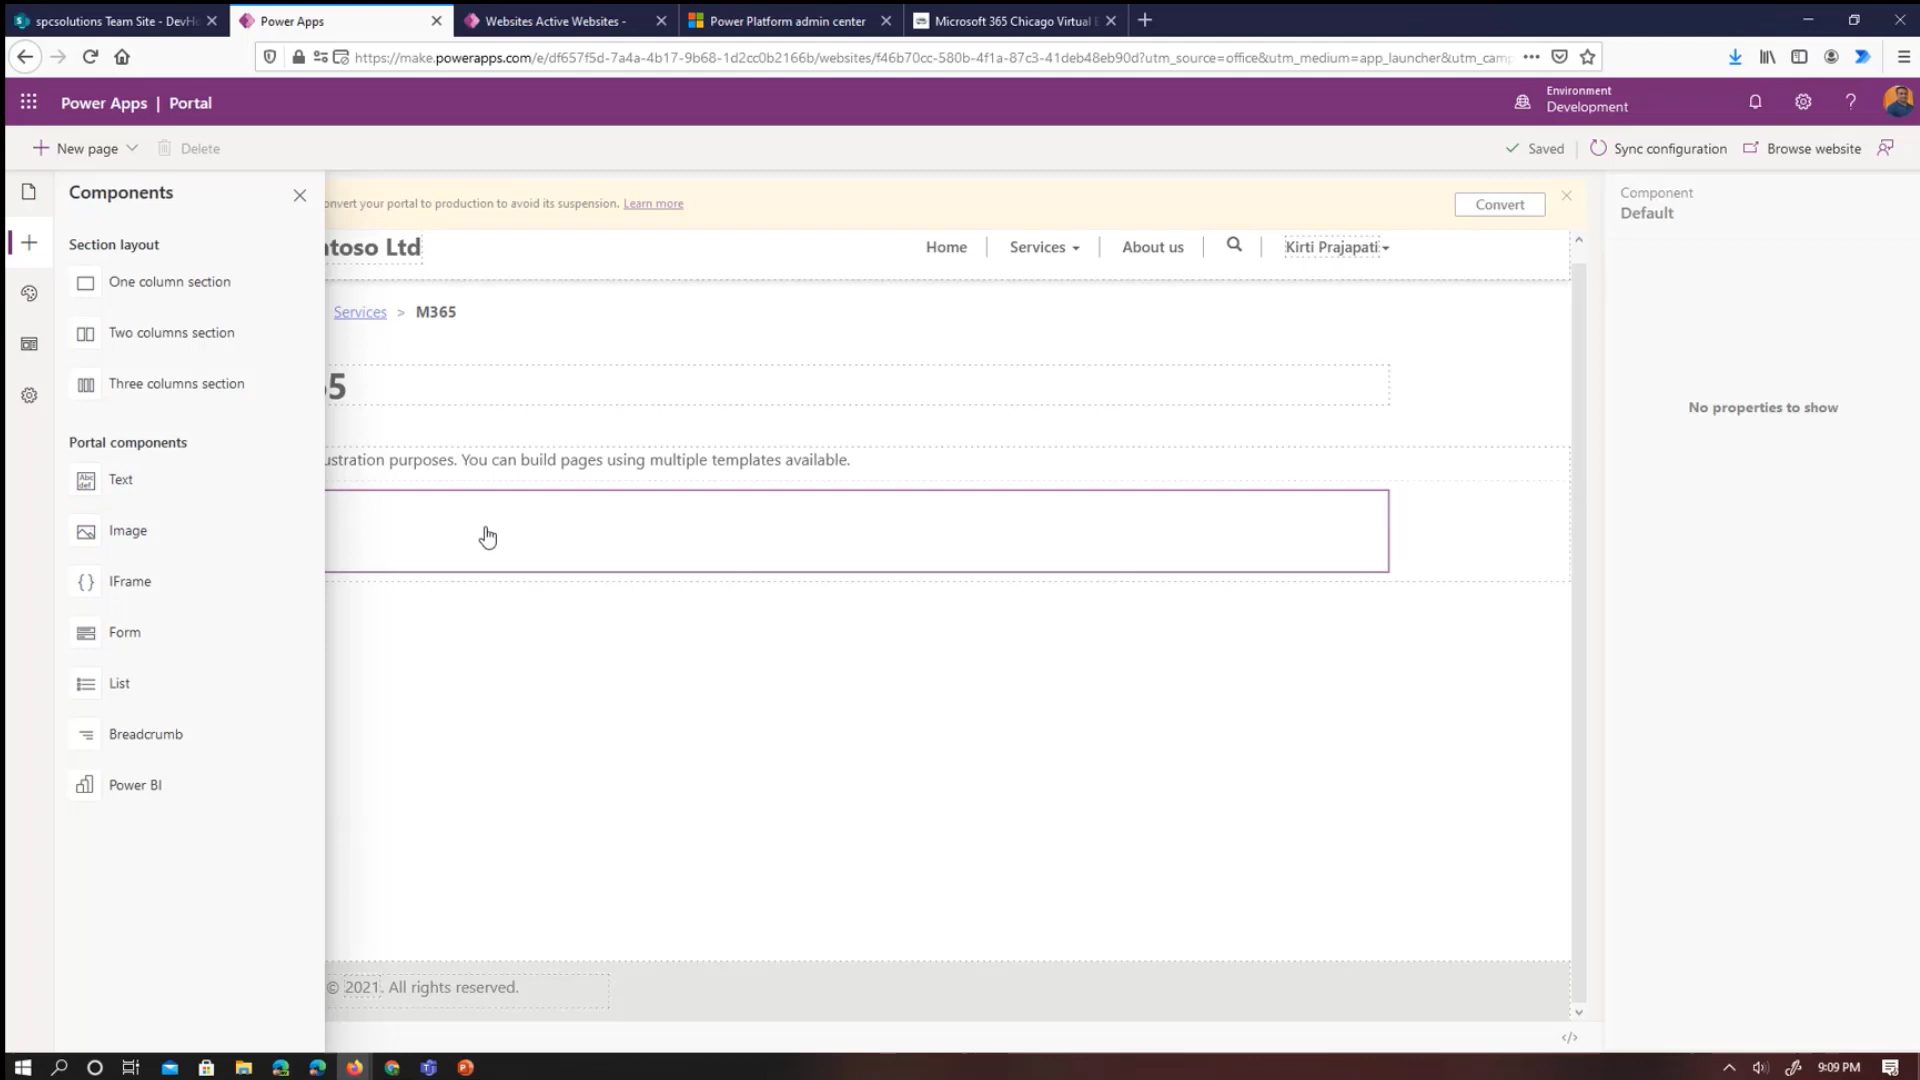 spcsolutions Team Site - DevHo
Power Apps
Websites Active Websites -
Power Platform admin center
Microsoft 365 Chicago Virtual E
https://make.powerapps.com/e/df657f5d-7a4a-4b17-9b68-1d2cc0b2166b/websites/f46b70cc-580b-4f1a-87c3-41deb48eb90d?utm_source=office&utm_medium=app_launcher&utm_camp
Power Apps | Portal
Environment
Development
New page
Delete
Saved
Sync configuration
Browse website
Components
Section layout
One column section
Two columns section
Three columns section
Portal components
Text
Image
IFrame
Form
List
Breadcrumb
Power BI
onvert your portal to production to avoid its suspension. Learn more
Convert
ntoso Ltd
Home
Services
About us
Kirti Prajapati
Services > M365
65
ustration purposes. You can build pages using multiple templates available.
© 2021. All rights reserved.
Component
Default
No properties to show
</>
9:09 PM